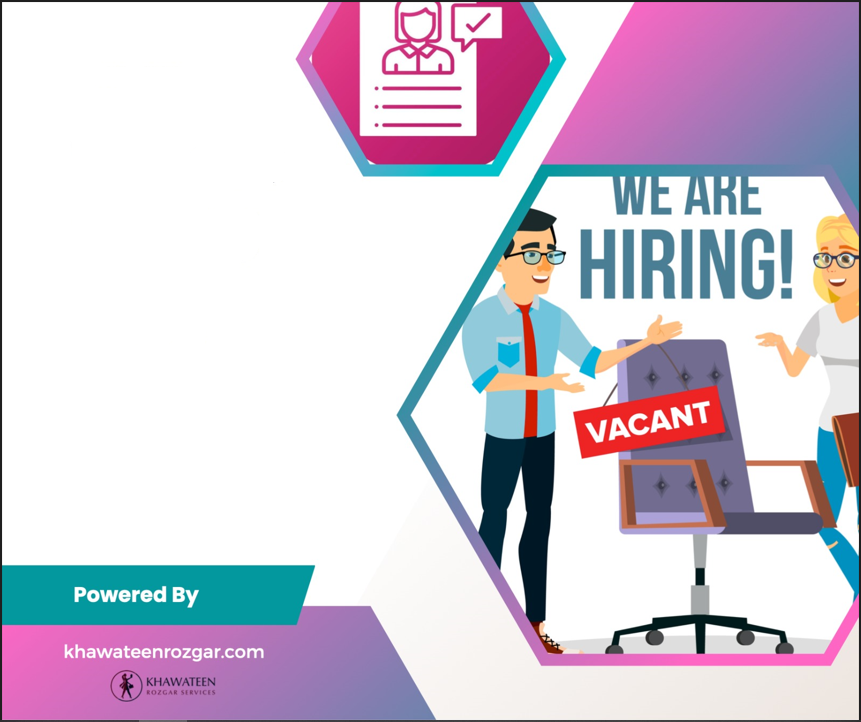 WE ARE
HIRING!
VACANT
Powered By
khawateenrozgar.com
KHAWATEEN
ROZGAR SERVICES